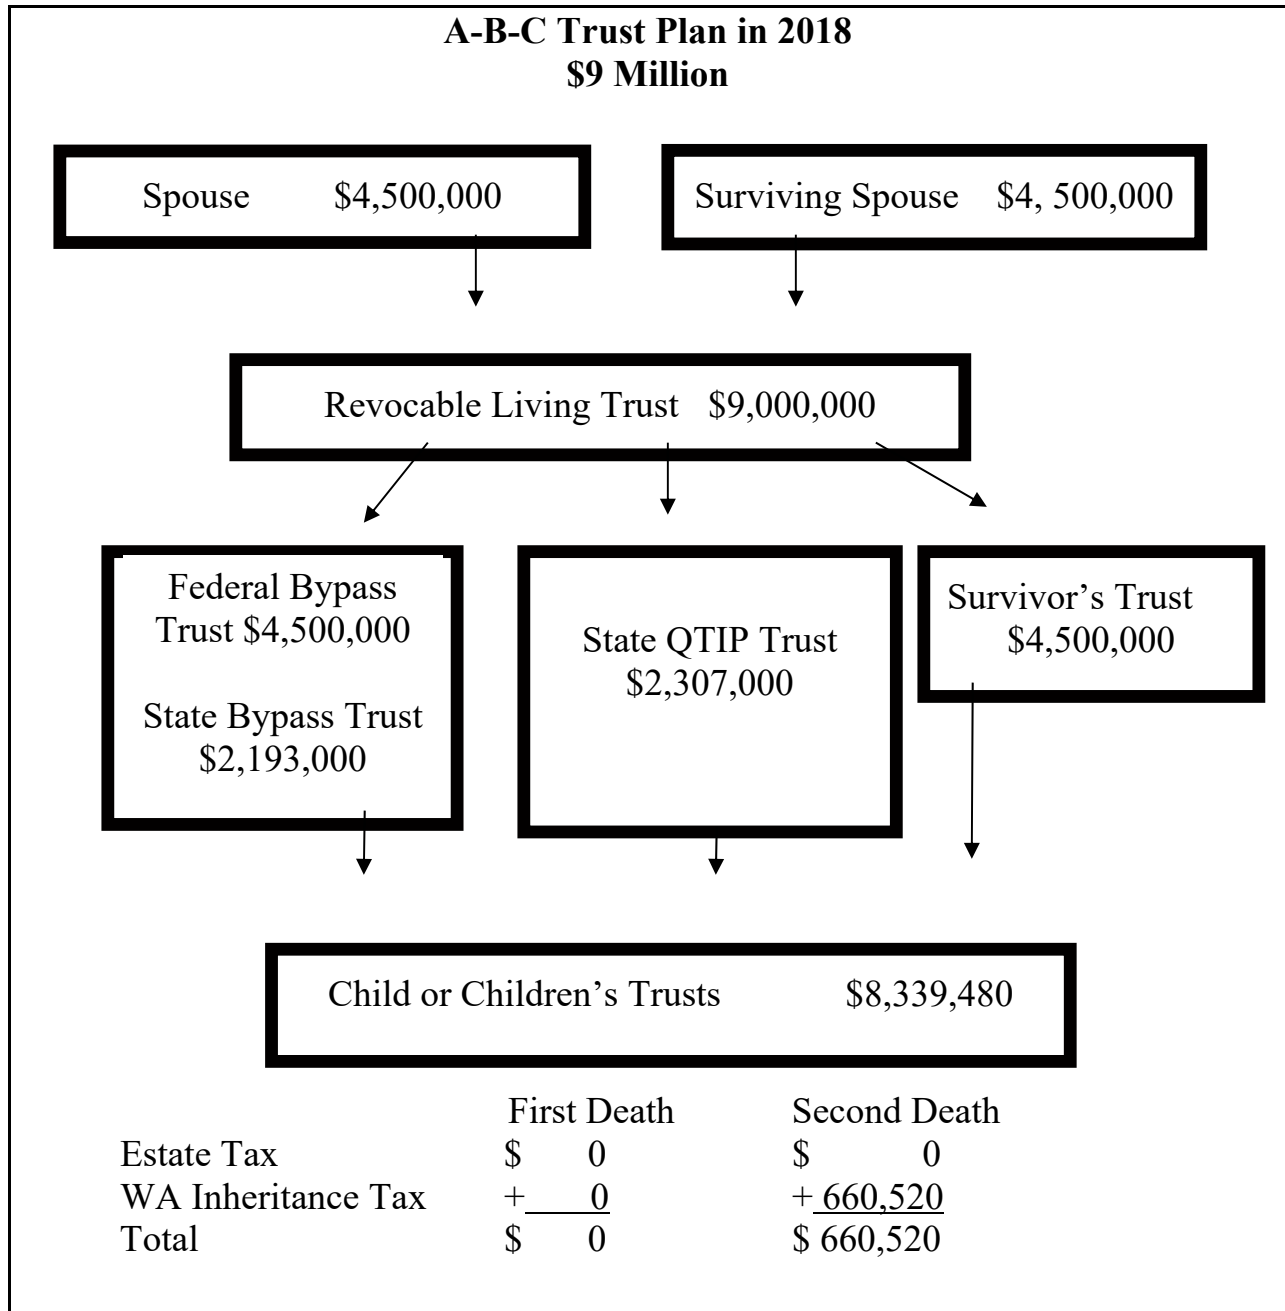 A-B-C Trust Plan in 2018
$9 Million
Spouse $4,500,000
Surviving Spouse $4, 500,000
Revocable Living Trust $9,000,000
Federal Bypass
Trust $4,500,000
State Bypass Trust
$2,193,000
State QTIP Trust
$2,307,000
Survivor’s Trust
$4,500,000
Child or Children’s Trusts $8,339,480
First Death Second Death
Estate Tax $ 0 $ 0
WA Inheritance Tax + 0 + 660,520
Total $ 0 $ 660,520